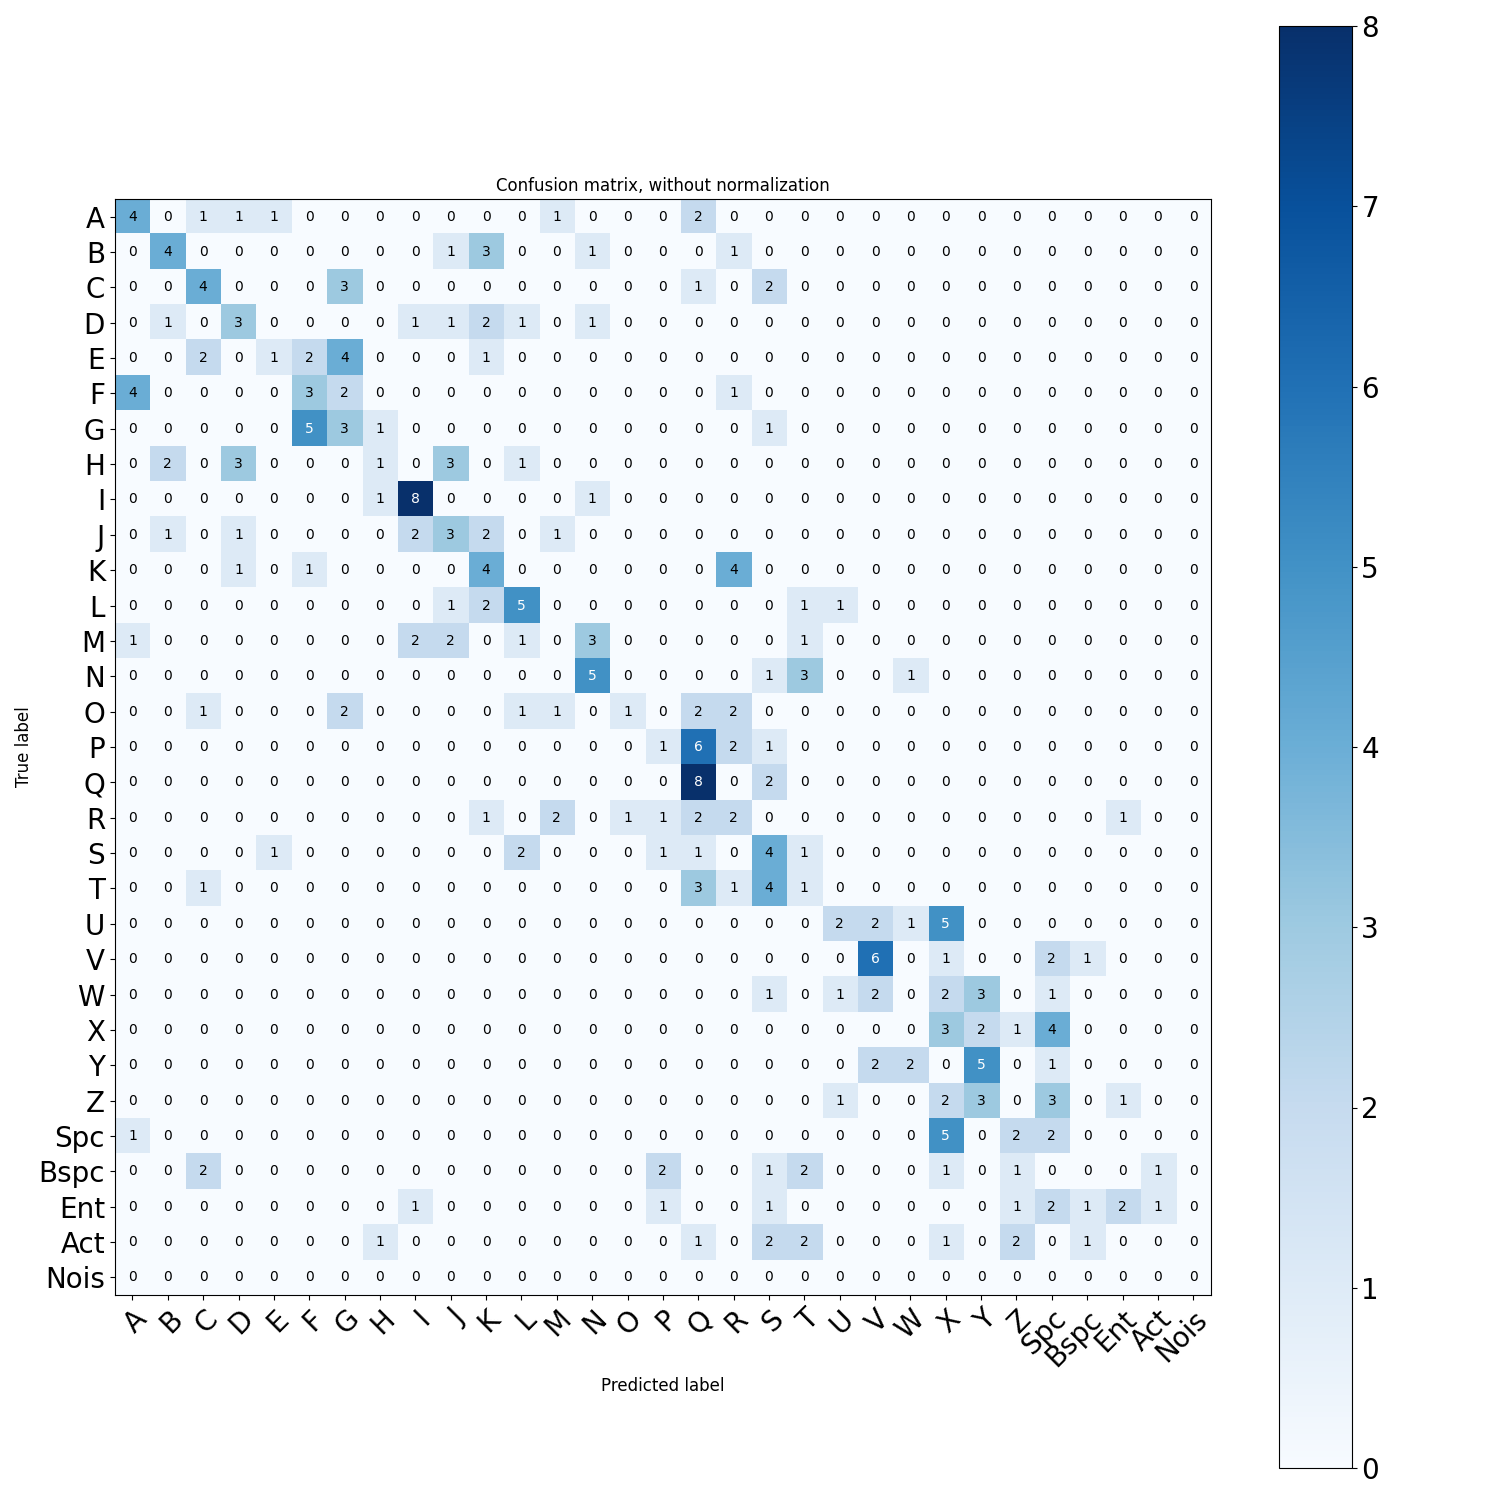 Confusion matrix, without normalization
A 4 0 1 1 1 0 0 0 0 0 0 0 1 0 0 0 2 0 0 0 0 0 0 0 0 0 0 0 0 0 0
B 0 4 0 0 0 0 0 0 0 1 3 0 0 1 0 0 0 1 0 0 0 0 0 0 0 0 0 0 0 0 0
C 0 0 4 0 0 0 3 0 0 0 0 0 0 0 0 0 1 0 2 0 0 0 0 0 0 0 0 0 0 0 0
D 0 1 0 3 0 0 0 0 1 1 2 1 0 1 0 0 0 0 0 0 0 0 0 0 0 0 0 0 0 0 0
E 0 0 2 0 1 2 4 0 0 0 1 0 0 0 0 0 0 0 0 0 0 0 0 0 0 0 0 0 0 0 0
F 4 0 0 0 0 3 2 0 0 0 0 0 0 0 0 0 0 1 0 0 0 0 0 0 0 0 0 0 0 0 0
G 0 0 0 0 0 5 3 1 0 0 0 0 0 0 0 0 0 0 1 0 0 0 0 0 0 0 0 0 0 0 0
H 0 2 0 3 0 0 0 1 0 3 0 1 0 0 0 0 0 0 0 0 0 0 0 0 0 0 0 0 0 0 0
I 0 0 0 0 0 0 0 1 8 0 0 0 0 1 0 0 0 0 0 0 0 0 0 0 0 0 0 0 0 0 0
J 0 1 0 1 0 0 0 0 2 3 2 0 1 0 0 0 0 0 0 0 0 0 0 0 0 0 0 0 0 0 0
K 0 0 0 1 0 1 0 0 0 0 4 0 0 0 0 0 0 4 0 0 0 0 0 0 0 0 0 0 0 0 0
L 0 0 0 0 0 0 0 0 0 1 2 5 0 0 0 0 0 0 0 1 1 0 0 0 0 0 0 0 0 0 0
M 1 0 0 0 0 0 0 0 2 2 0 1 0 3 0 0 0 0 0 1 0 0 0 0 0 0 0 0 0 0 0
N 0 0 0 0 0 0 0 0 0 0 0 0 0 5 0 0 0 0 1 3 0 0 1 0 0 0 0 0 0 0 0
O 0 0 1 0 0 0 2 0 0 0 0 1 1 0 1 0 2 2 0 0 0 0 0 0 0 0 0 0 0 0 0
P 0 0 0 0 0 0 0 0 0 0 0 0 0 0 0 1 6 2 1 0 0 0 0 0 0 0 0 0 0 0 0
Q 0 0 0 0 0 0 0 0 0 0 0 0 0 0 0 0 8 0 2 0 0 0 0 0 0 0 0 0 0 0 0
R 0 0 0 0 0 0 0 0 0 0 1 0 2 0 1 1 2 2 0 0 0 0 0 0 0 0 0 0 1 0 0
S 0 0 0 0 1 0 0 0 0 0 0 2 0 0 0 1 1 0 4 1 0 0 0 0 0 0 0 0 0 0 0
T 0 0 1 0 0 0 0 0 0 0 0 0 0 0 0 0 3 1 4 1 0 0 0 0 0 0 0 0 0 0 0
U 0 0 0 0 0 0 0 0 0 0 0 0 0 0 0 0 0 0 0 0 2 2 1 5 0 0 0 0 0 0 0
V 0 0 0 0 0 0 0 0 0 0 0 0 0 0 0 0 0 0 0 0 0 6 0 1 0 0 2 1 0 0 0
W 0 0 0 0 0 0 0 0 0 0 0 0 0 0 0 0 0 0 1 0 1 2 0 2 3 0 1 0 0 0 0
X 0 0 0 0 0 0 0 0 0 0 0 0 0 0 0 0 0 0 0 0 0 0 0 3 2 1 4 0 0 0 0
Y 0 0 0 0 0 0 0 0 0 0 0 0 0 0 0 0 0 0 0 0 0 2 2 0 5 0 1 0 0 0 0
Z 0 0 0 0 0 0 0 0 0 0 0 0 0 0 0 0 0 0 0 0 1 0 0 2 3 0 3 0 1 0 0
Spc 1 0 0 0 0 0 0 0 0 0 0 0 0 0 0 0 0 0 0 0 0 0 0 5 0 2 2 0 0 0 0
Bspc 0 0 2 0 0 0 0 0 0 0 0 0 0 0 0 2 0 0 1 2 0 0 0 1 0 1 0 0 0 1 0
Ent 0 0 0 0 0 0 0 0 1 0 0 0 0 0 0 1 0 0 1 0 0 0 0 0 0 1 2 1 2 1 0
Act 0 0 0 0 0 0 0 1 0 0 0 0 0 0 0 0 1 0 2 2 0 0 0 1 0 2 0 1 0 0 0
Nois 0 0 0 0 0 0 0 0 0 0 0 0 0 0 0 0 0 0 0 0 0 0 0 0 0 0 0 0 0 0 0
A B C D E F G H I J K L M N O P Q R S T U V W X Y Z Spc Bspc Ent Act Nois
Predicted label
True label
8
7
6
5
4
3
2
1
0